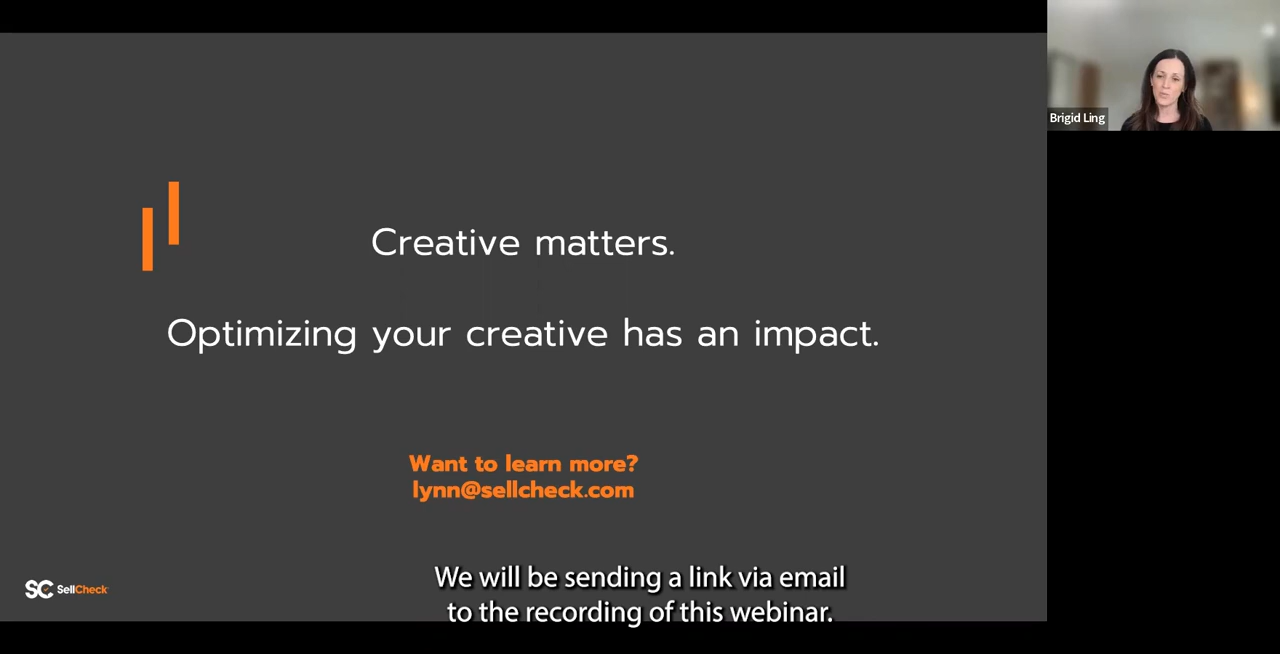 Brigid Ling
Creative matters.
Optimizing your creative has an impact.
Want to learn more?
lynn@sellcheck.com
SC SellCheck
We will be sending a link via email
to the recording of this webinar.